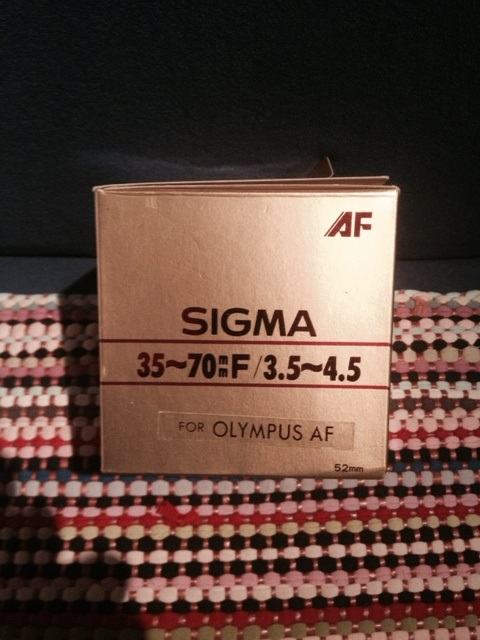 AF
SIGMA
35~70mm F/3.5~4.5
FOR OLYMPUS AF
52mm